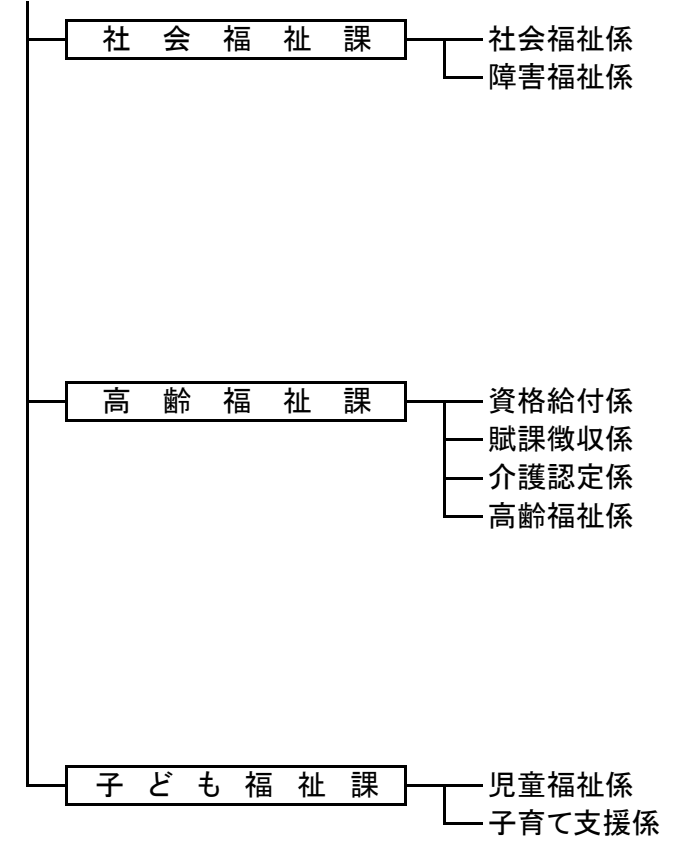 社会福祉課 社会福祉係
障害福祉係
高齢福祉課 資格給付係
賦課徴収係
介護認定係
高齢福祉係
子ども福祉課 児童福祉係
子育て支援係